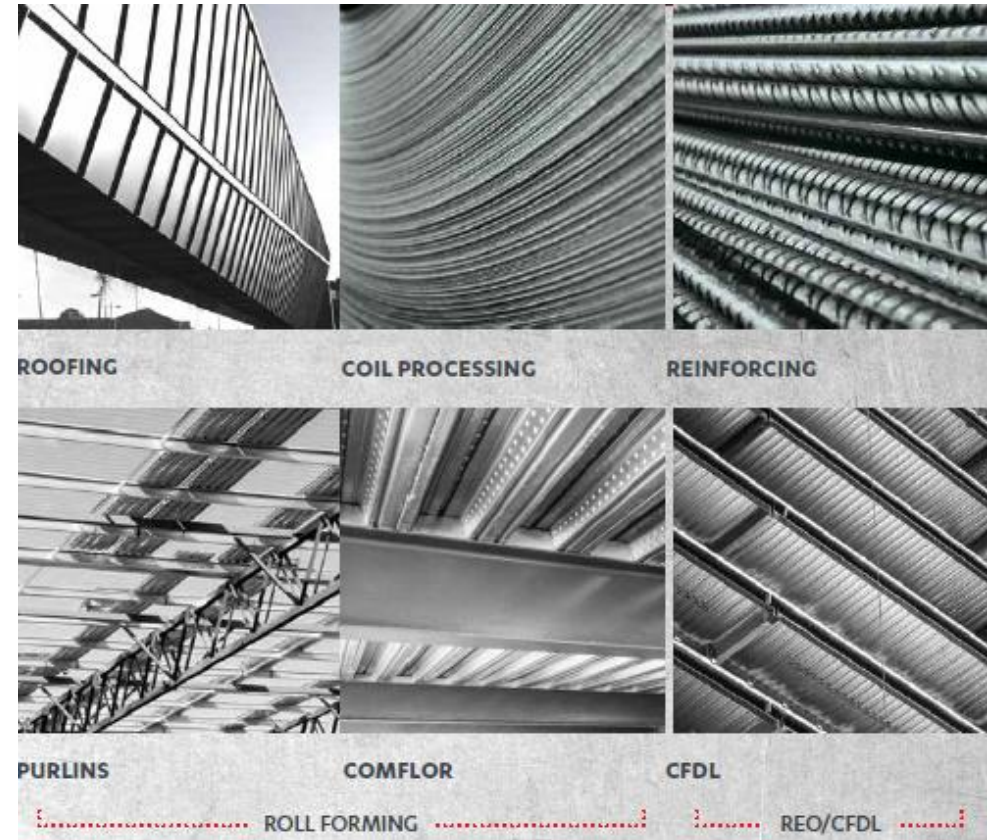 ROOFING
COIL PROCESSING
REINFORCING
PURLINS
COMFLOR
CFDL
ROLL FORMING
REO/CFDL